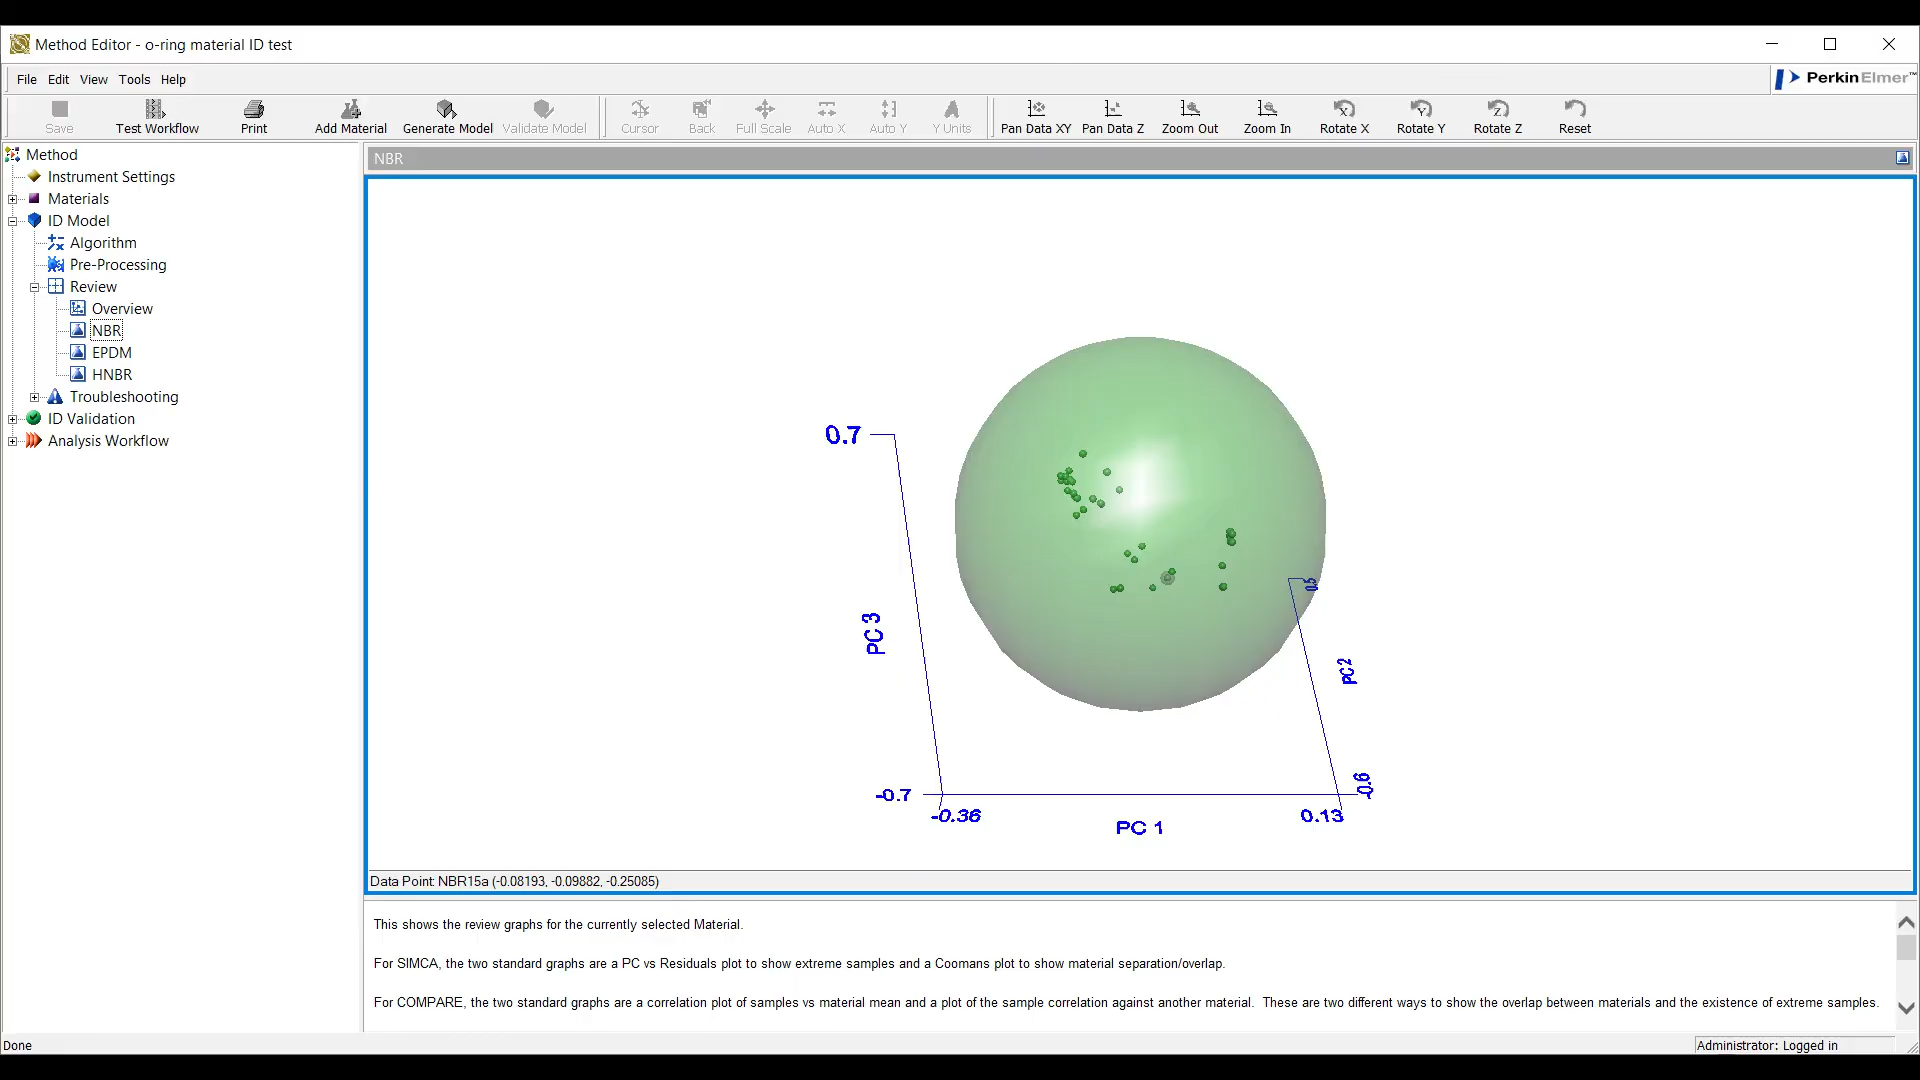 Method Editor - o-ring material ID test
File Edit View Tools Help
PerkinElmer™
Save Test Workflow Print Add Material Generate Model Validate Model Cursor Back Full Scale Auto X Auto Y Y Units Pan Data XY Pan Data Z Zoom Out Zoom In Rotate X Rotate Y Rotate Z Reset
Method
Instrument Settings
Materials
ID Model
Algorithm
Pre-Processing
Review
Overview
NBR
EPDM
HNBR
Troubleshooting
ID Validation
Analysis Workflow
NBR
0.7
PC 3
-0.7
-0.36
PC 1
0.13
-0.6
PC2
0.5
Data Point: NBR15a (-0.08193, -0.09882, -0.25085)
This shows the review graphs for the currently selected Material.
For SIMCA, the two standard graphs are a PC vs Residuals plot to show extreme samples and a Coomans plot to show material separation/overlap.
For COMPARE, the two standard graphs are a correlation plot of samples vs material mean and a plot of the sample correlation against another material. These are two different ways to show the overlap between materials and the existence of extreme samples.
Done
Administrator: Logged in